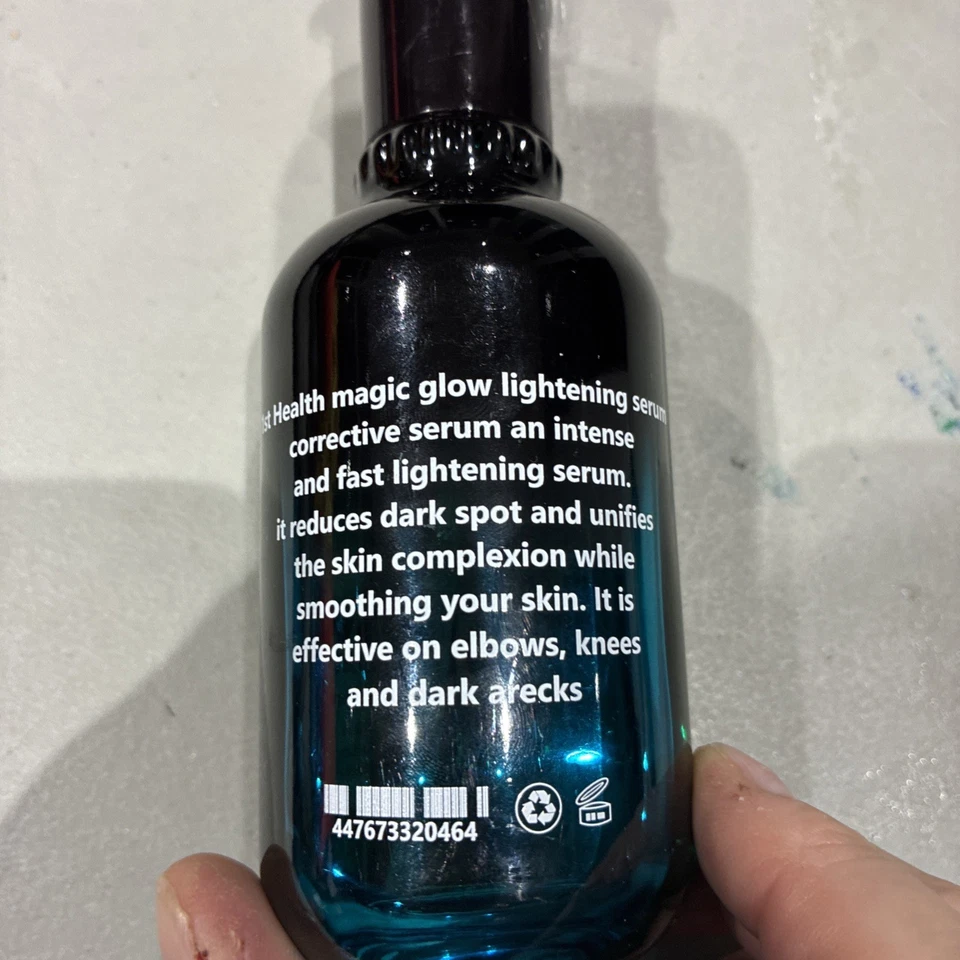 Health magic glow lightening serum
corrective serum an intense
and fast lightening serum.
it reduces dark spot and unifies
the skin complexion while
smoothing your skin. It is
effective on elbows, knees
and dark arecks
447673320464